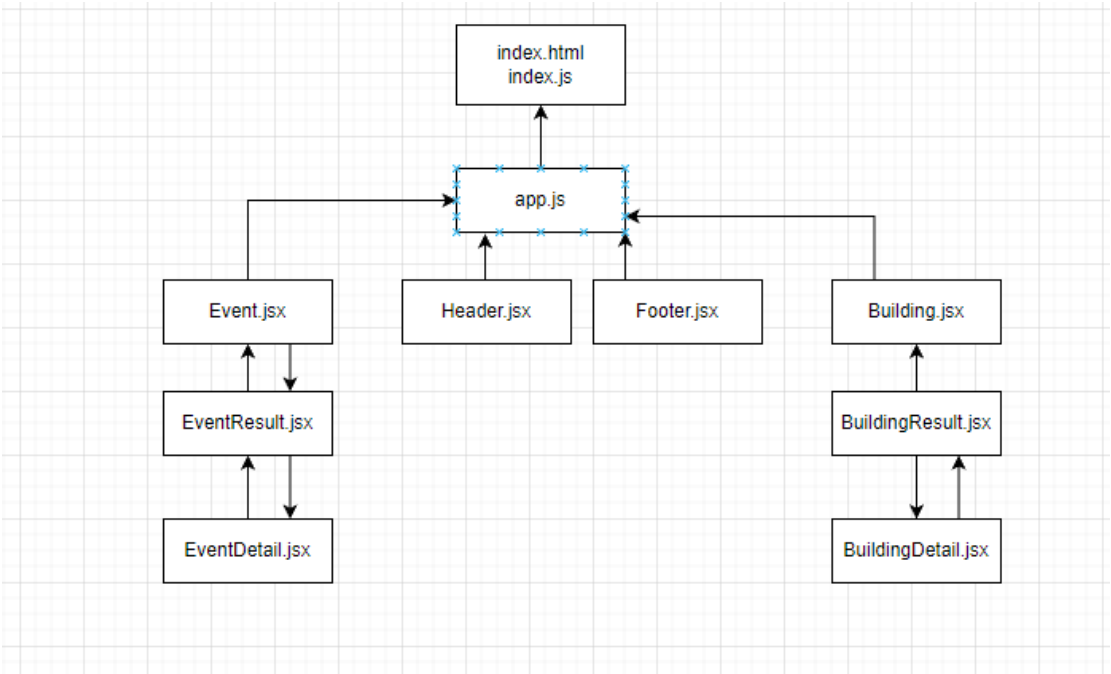 index.html
index.js
app.js
Event.jsx
Header.jsx
Footer.jsx
Building.jsx
EventResult.jsx
BuildingResult.jsx
EventDetail.jsx
BuildingDetail.jsx